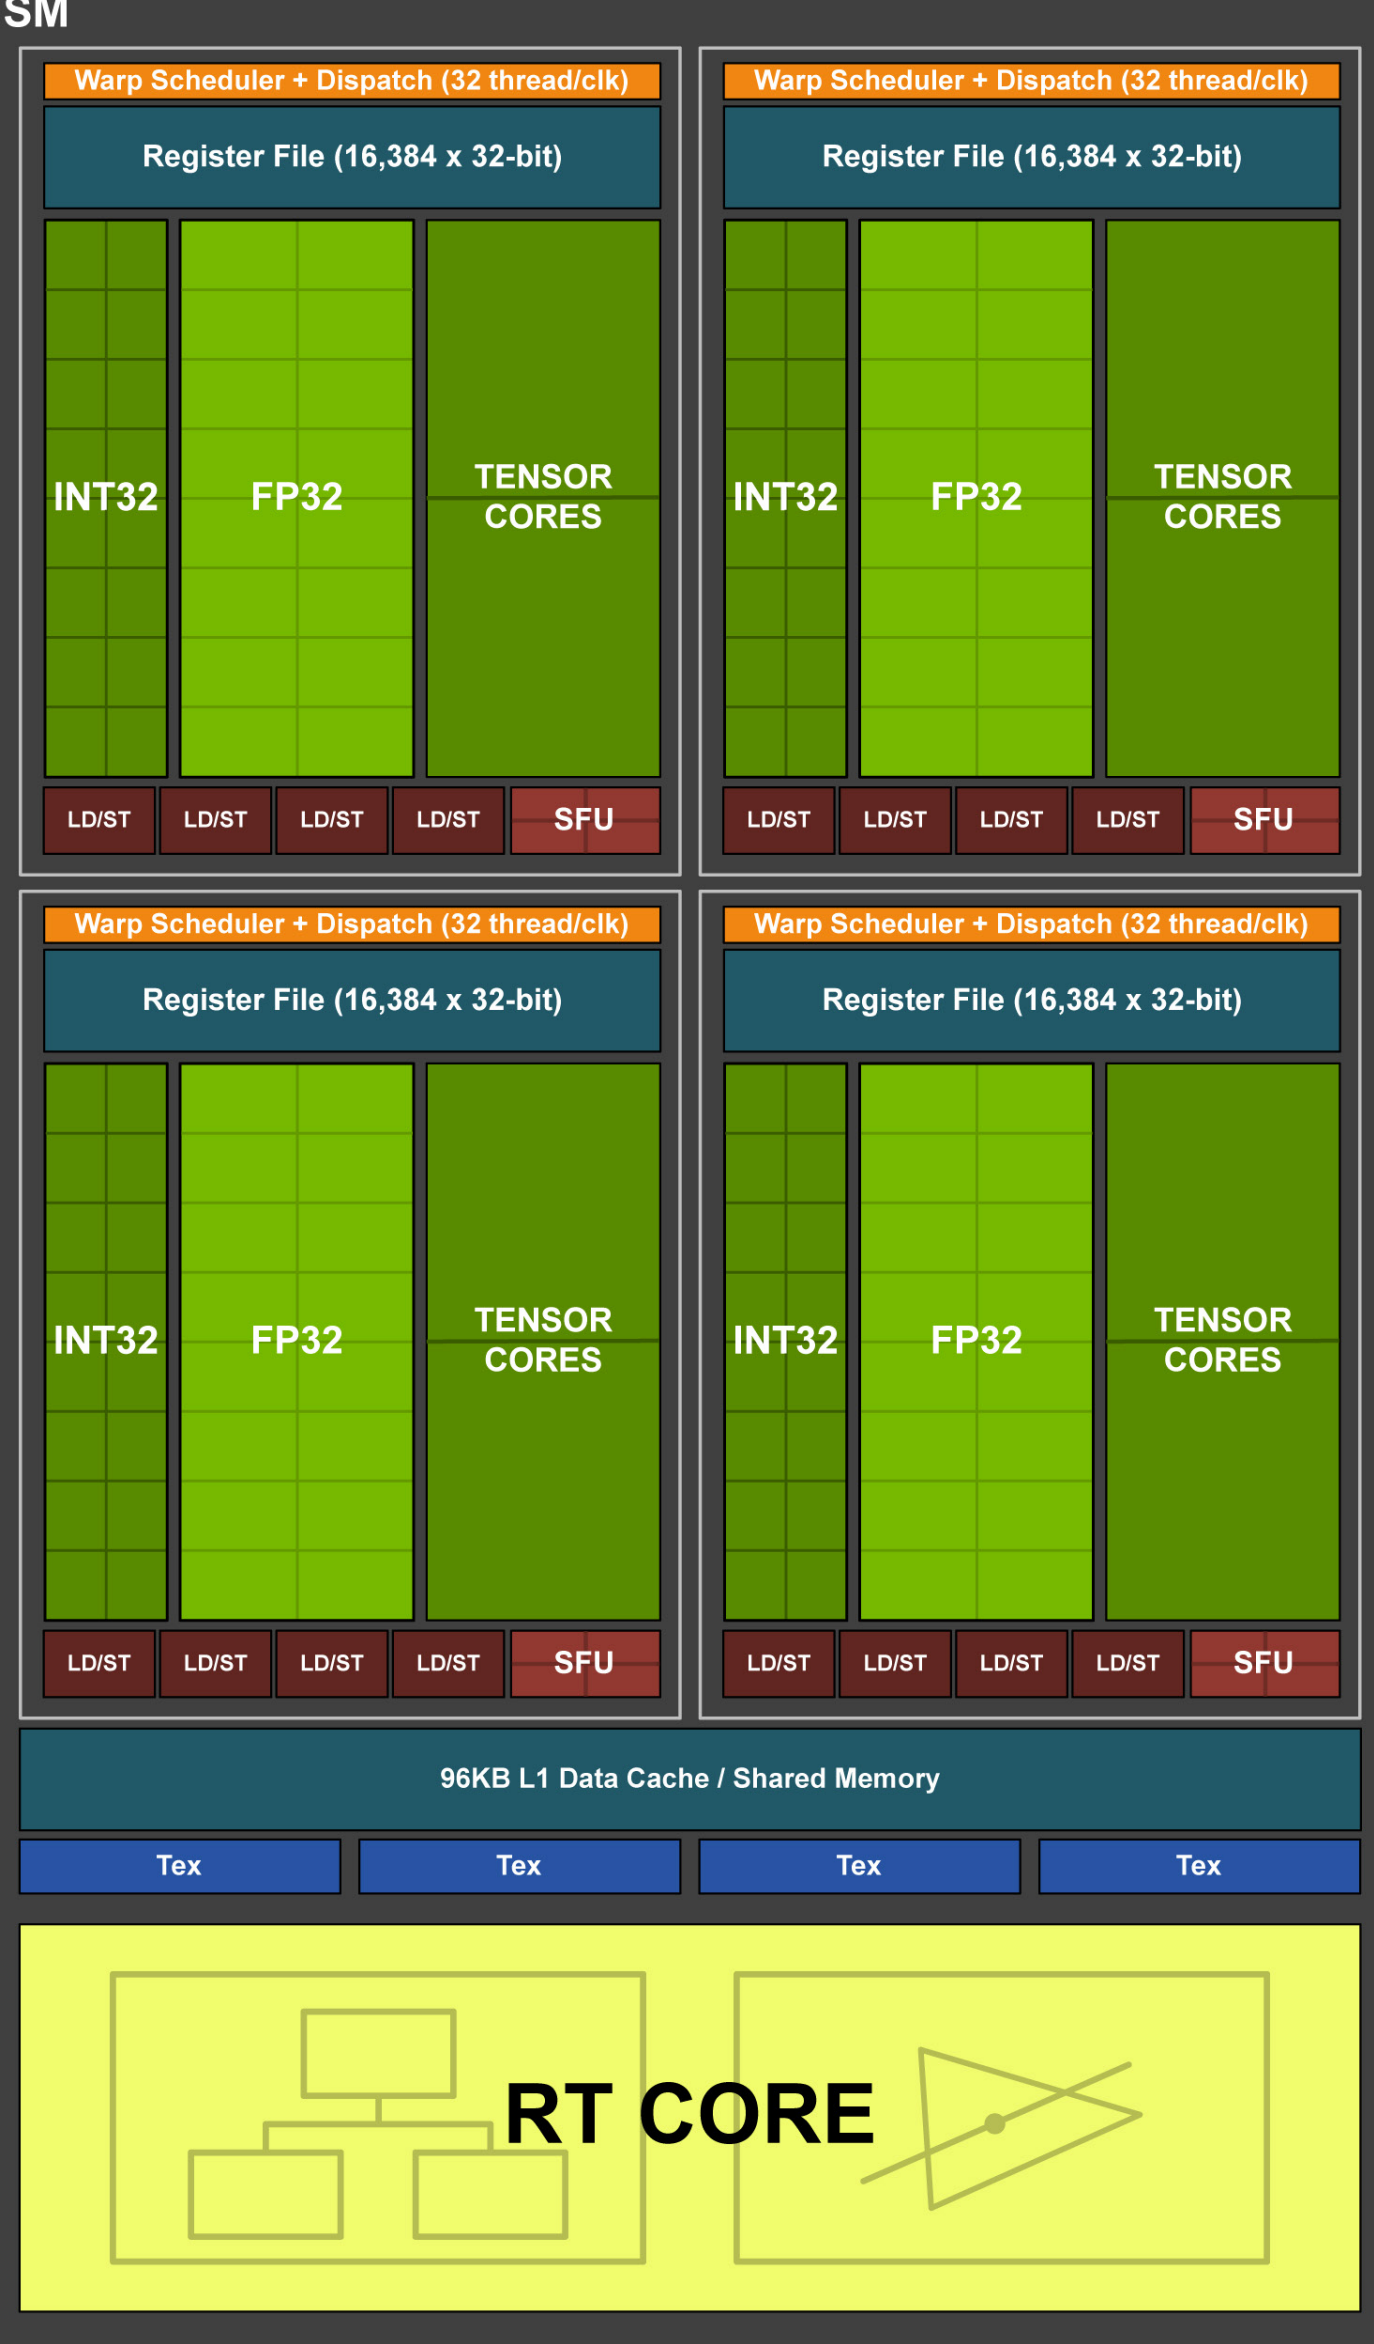 SM
Warp Scheduler + Dispatch (32 thread/clk)
Register File (16,384 x 32-bit)
INT32
FP32
TENSOR
CORES
LD/ST
LD/ST
LD/ST
LD/ST
SFU
Warp Scheduler + Dispatch (32 thread/clk)
Register File (16,384 x 32-bit)
INT32
FP32
TENSOR
CORES
LD/ST
LD/ST
LD/ST
LD/ST
SFU
Warp Scheduler + Dispatch (32 thread/clk)
Register File (16,384 x 32-bit)
INT32
FP32
TENSOR
CORES
LD/ST
LD/ST
LD/ST
LD/ST
SFU
Warp Scheduler + Dispatch (32 thread/clk)
Register File (16,384 x 32-bit)
INT32
FP32
TENSOR
CORES
LD/ST
LD/ST
LD/ST
LD/ST
SFU
96KB L1 Data Cache / Shared Memory
Tex
Tex
Tex
Tex
RT CORE